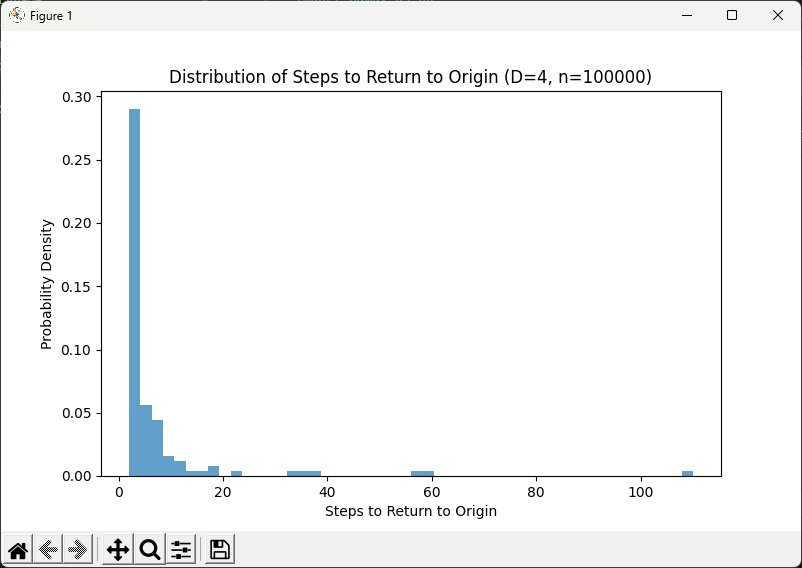 Figure 1
Distribution of Steps to Return to Origin (D=4, n=100000)
0.30
0.25
0.20
0.15
0.10
0.05
0.00
Probability Density
0 20 40 60 80 100
Steps to Return to Origin